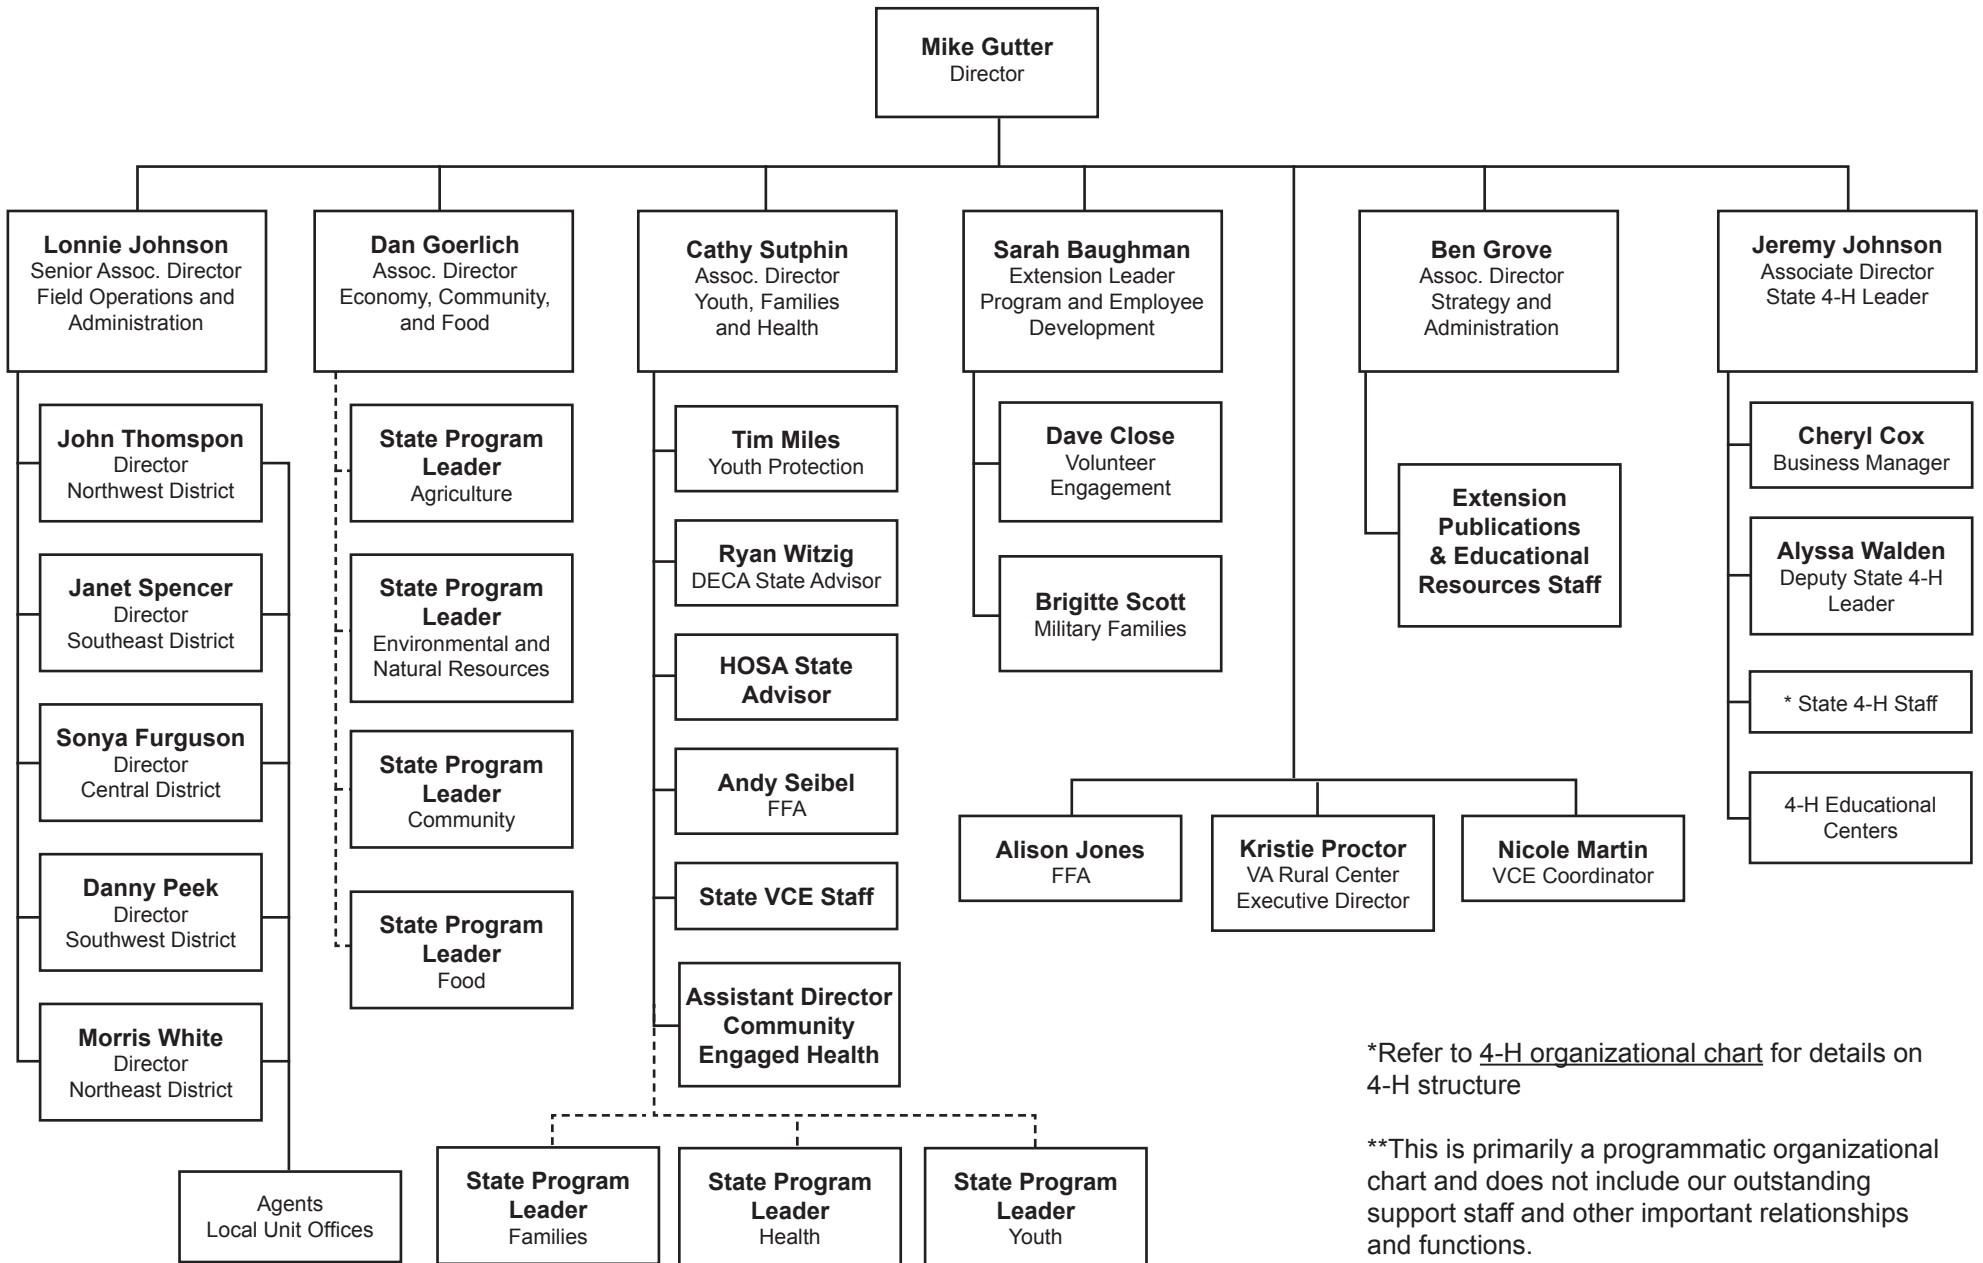 Mike Gutter
Director
Lonnie Johnson
Senior Assoc. Director
Field Operations and
Administration
Dan Goerlich
Assoc. Director
Economy, Community,
and Food
Cathy Sutphin
Assoc. Director
Youth, Families
and Health
Sarah Baughman
Extension Leader
Program and Employee
Development
Ben Grove
Assoc. Director
Strategy and
Administration
Jeremy Johnson
Associate Director
State 4-H Leader
John Thomspon
Director
Northwest District
Janet Spencer
Director
Southeast District
Sonya Furguson
Director
Central District
Danny Peek
Director
Southwest District
Morris White
Director
Northeast District
Agents
Local Unit Offices
State Program
Leader
Agriculture
State Program
Leader
Environmental and
Natural Resources
State Program
Leader
Community
State Program
Leader
Food
Tim Miles
Youth Protection
Ryan Witzig
DECA State Advisor
HOSA State
Advisor
Andy Seibel
FFA
State VCE Staff
Assistant Director
Community
Engaged Health
State Program
Leader
Families
State Program
Leader
Health
State Program
Leader
Youth
Dave Close
Volunteer
Engagement
Brigitte Scott
Military Families
Alison Jones
FFA
Kristie Proctor
VA Rural Center
Executive Director
Nicole Martin
VCE Coordinator
Extension
Publications
& Educational
Resources Staff
Cheryl Cox
Business Manager
Alyssa Walden
Deputy State 4-H
Leader
* State 4-H Staff
4-H Educational
Centers
*Refer to 4-H organizational chart for details on
4-H structure
**This is primarily a programmatic organizational
chart and does not include our outstanding
support staff and other important relationships
and functions.